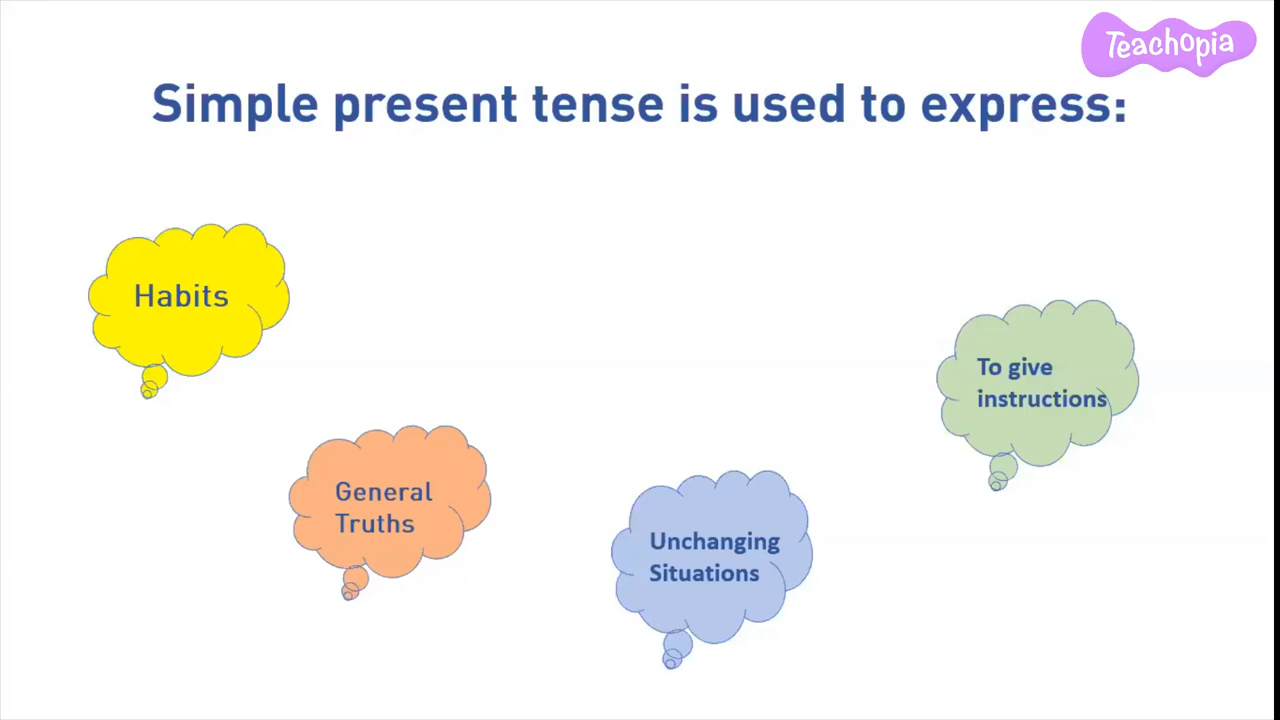 Teachopia
Simple present tense is used to express:
Habits
General
Truths
Unchanging
Situations
To give
instructions